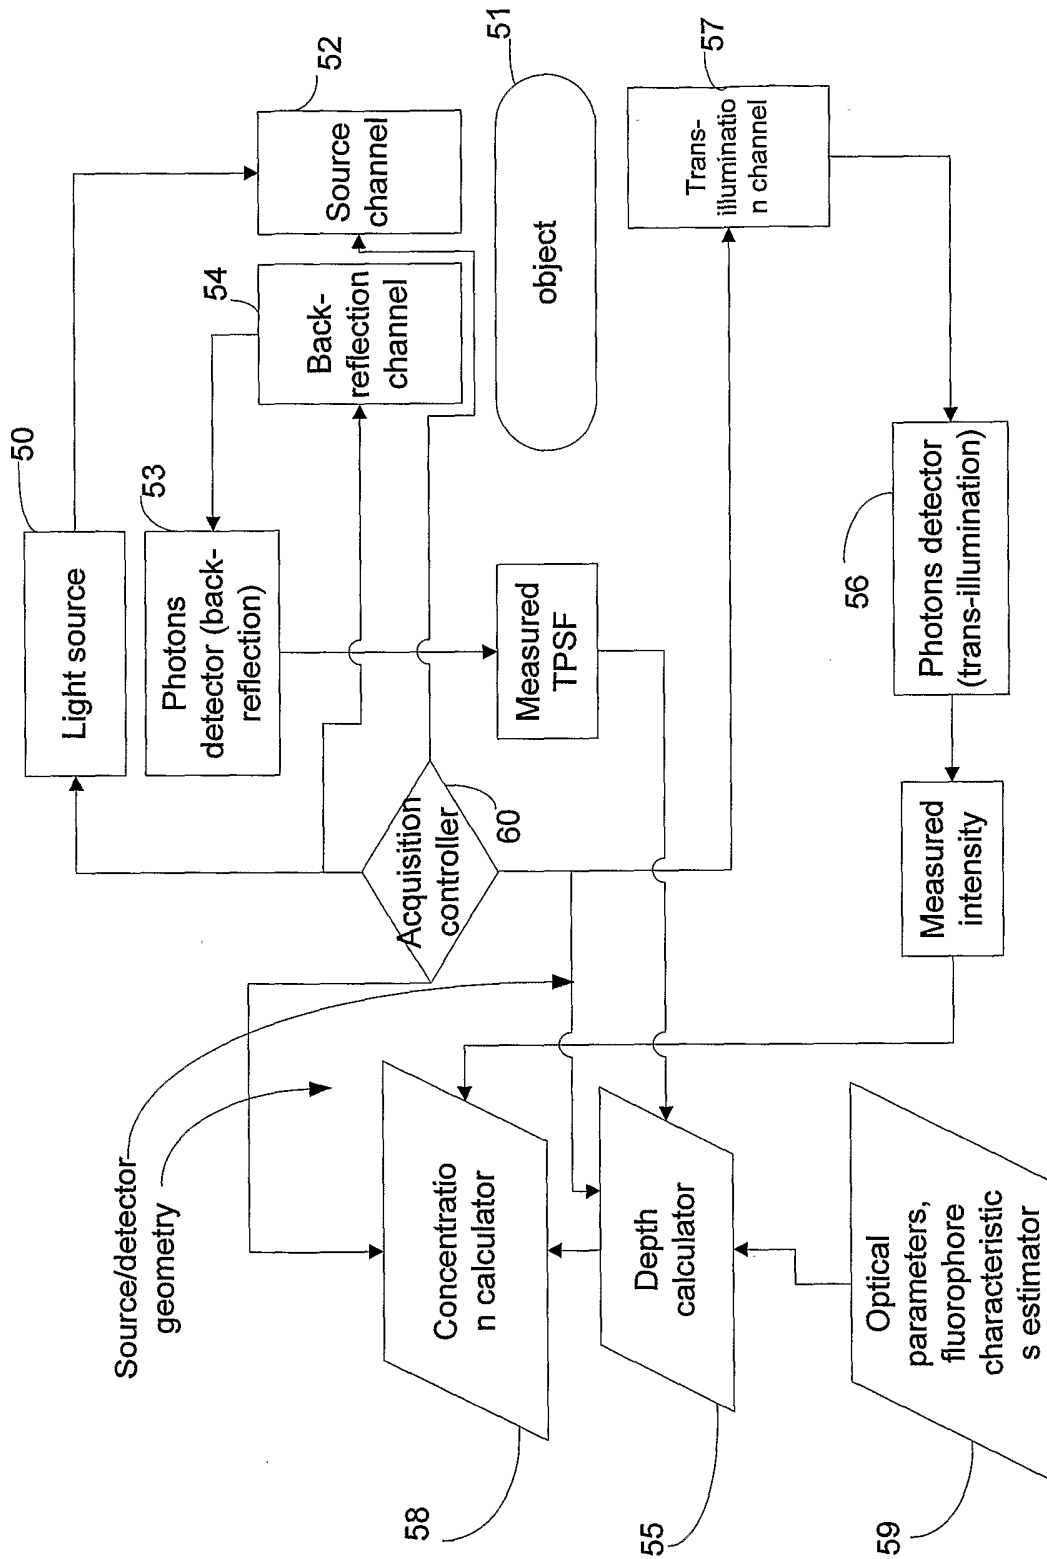 50
Light source
53
Photons
detector (back-
reflection)
54
Back-
reflection
channel
52
Source
channel
51
object
Measured
TPSF
60
Acquisition
controller
57
Trans-
illuminatio
n channel
56
Photons detector
(trans-illumination)
Measured
intensity
Source/detector
geometry
58
Concentratio
n calculator
55
Depth
calculator
59
Optical
parameters,
fluorophore
characteristic
s estimator